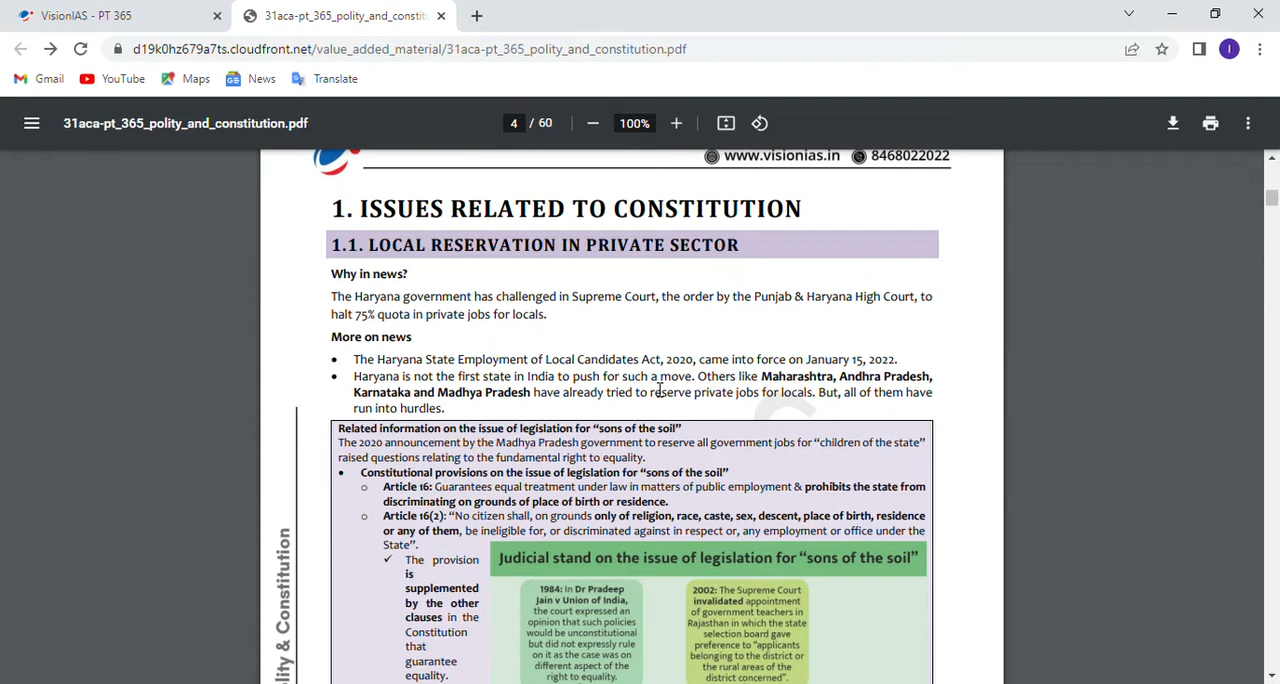 VisionIAS - PT 365
31aca-pt_365_polity_and_constitu
d19k0hz679a7ts.cloudfront.net/value_added_material/31aca-pt_365_polity_and_constitution.pdf
I
Gmail YouTube Maps News Translate
31aca-pt_365_polity_and_constitution.pdf 4 / 60 — 100% +
www.visionias.in 8468022022
1. ISSUES RELATED TO CONSTITUTION
1.1. LOCAL RESERVATION IN PRIVATE SECTOR
Why in news?
The Haryana government has challenged in Supreme Court, the order by the Punjab & Haryana High Court, to
halt 75% quota in private jobs for locals.
More on news
• The Haryana State Employment of Local Candidates Act, 2020, came into force on January 15, 2022.
• Haryana is not the first state in India to push for such a move. Others like Maharashtra, Andhra Pradesh,
Karnataka and Madhya Pradesh have already tried to reserve private jobs for locals. But, all of them have
run into hurdles.
Related information on the issue of legislation for “sons of the soil”
The 2020 announcement by the Madhya Pradesh government to reserve all government jobs for “children of the state”
raised questions relating to the fundamental right to equality.
• Constitutional provisions on the issue of legislation for “sons of the soil”
o Article 16: Guarantees equal treatment under law in matters of public employment & prohibits the state from
discriminating on grounds of place of birth or residence.
o Article 16(2): “No citizen shall, on grounds only of religion, race, caste, sex, descent, place of birth, residence
or any of them, be ineligible for, or discriminated against in respect or, any employment or office under the
State”.
✓ The provision
is
supplemented
by the other
clauses in the
Constitution
that
guarantee
equality.
Judicial stand on the issue of legislation for “sons of the soil”
1984: In Dr Pradeep
Jain v Union of India,
the court expressed an
opinion that such policies
would be unconstitutional
but did not expressly rule
on it as the case was on
different aspect of the
right to equality.
2002: The Supreme Court
invalidated appointment
of government teachers in
Rajasthan in which the state
selection board gave
preference to “applicants
belonging to the district or
the rural areas of the
district concerned”.
lity & Constitution